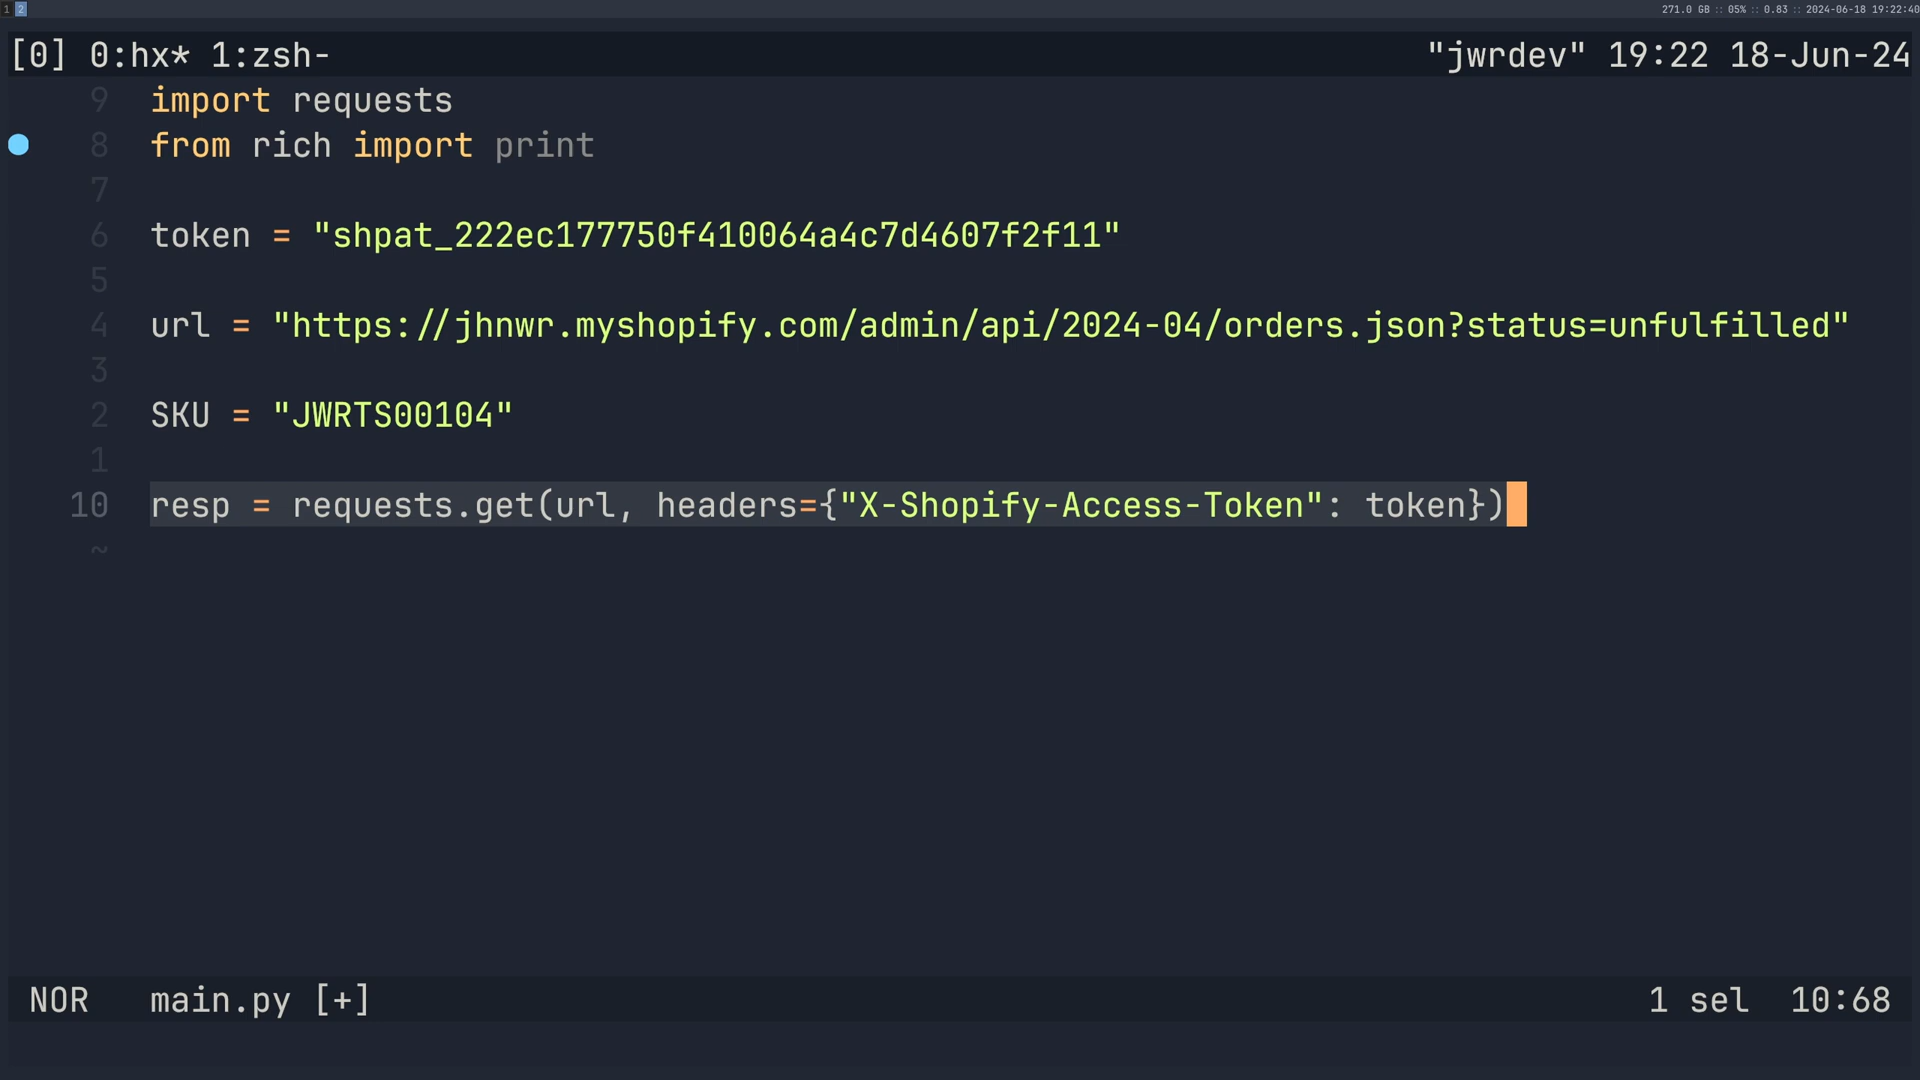 1 2 271.0 GB :: 05% :: 0.83 :: 2024-06-18 19:22:40
[0] 0:hx* 1:zsh- "jwrdev" 19:22 18-Jun-24
9 import requests
8 from rich import print
7
6 token = "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"
5
4 url = "https://jhnwr.myshopify.com/admin/api/2024-04/orders.json?status=unfulfilled"
3
2 SKU = "JWRTS00104"
1
10 resp = requests.get(url, headers={"X-Shopify-Access-Token": token})
~
NOR main.py [+] 1 sel 10:68